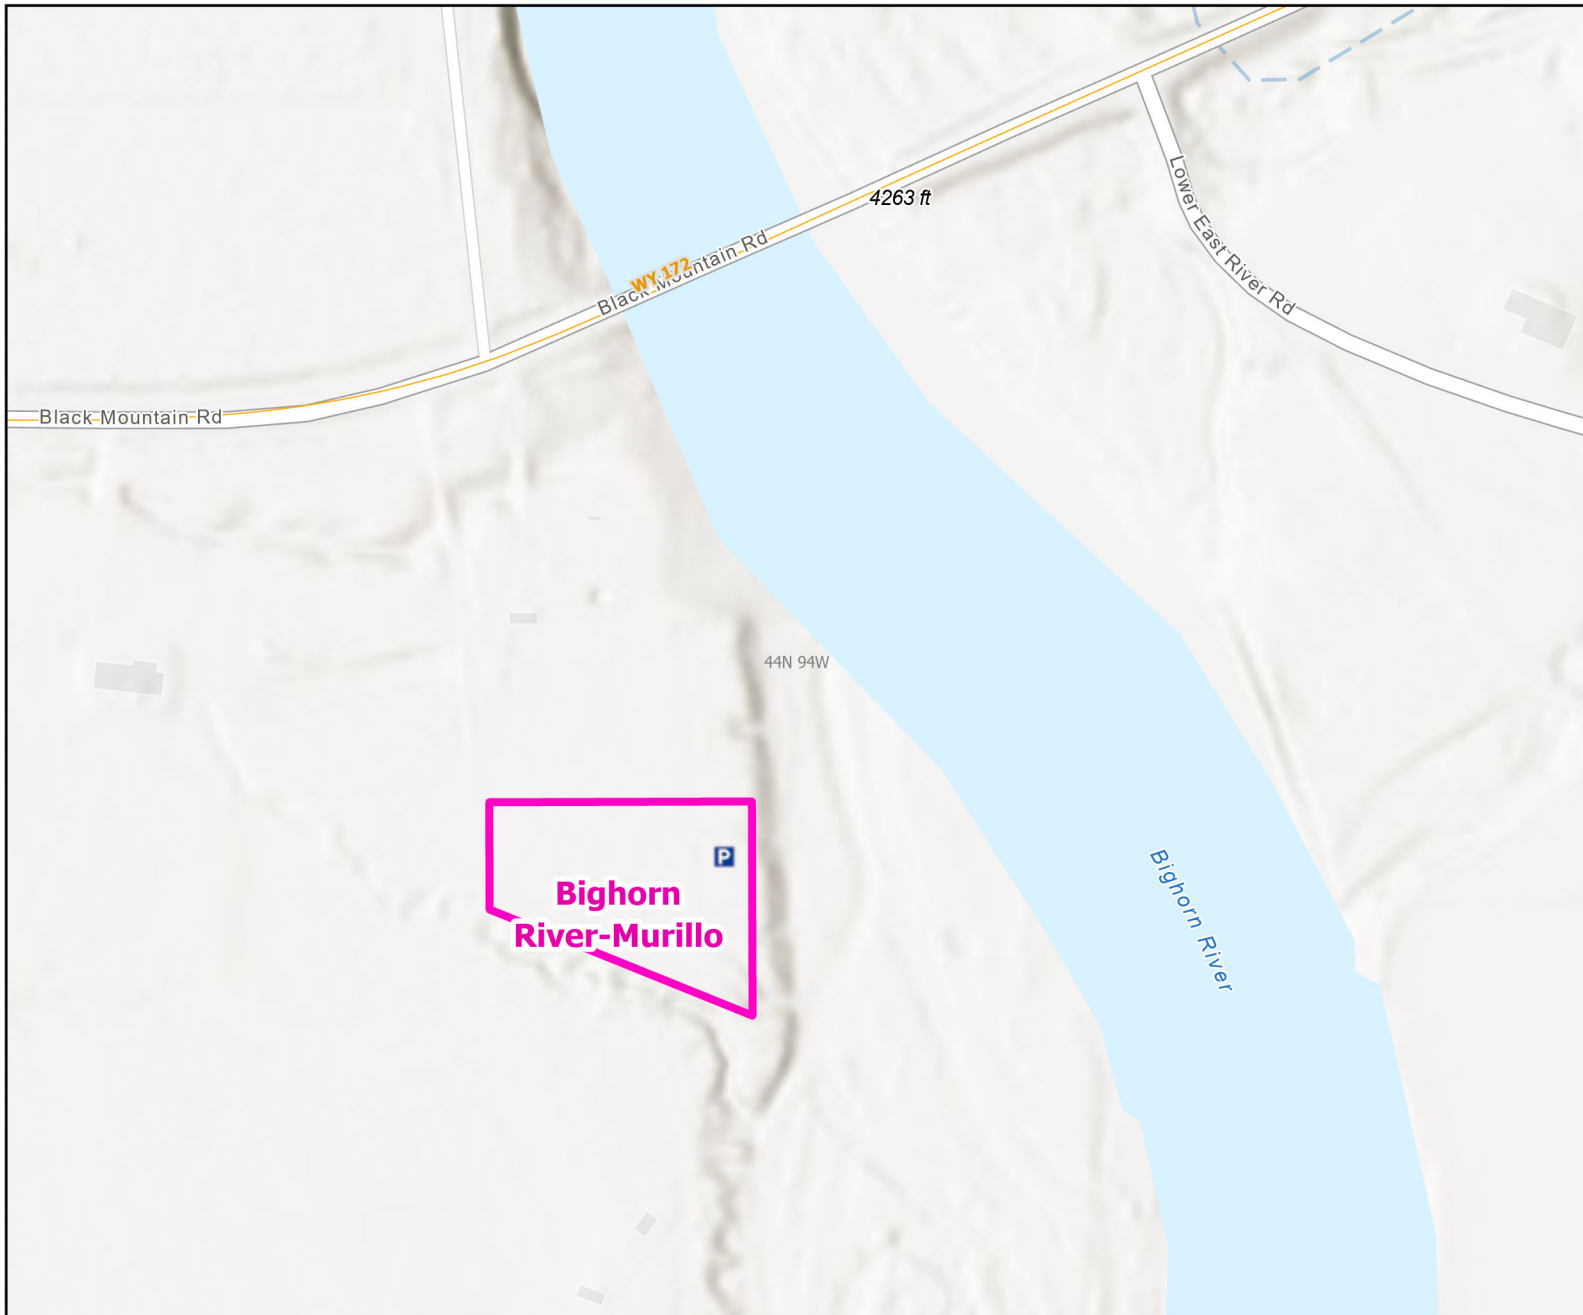 4263 ft
Lower East River Rd
WY 172
Black Mountain Rd
Black Mountain Rd
44N 94W
P
Bighorn
River-Murillo
Bighorn River